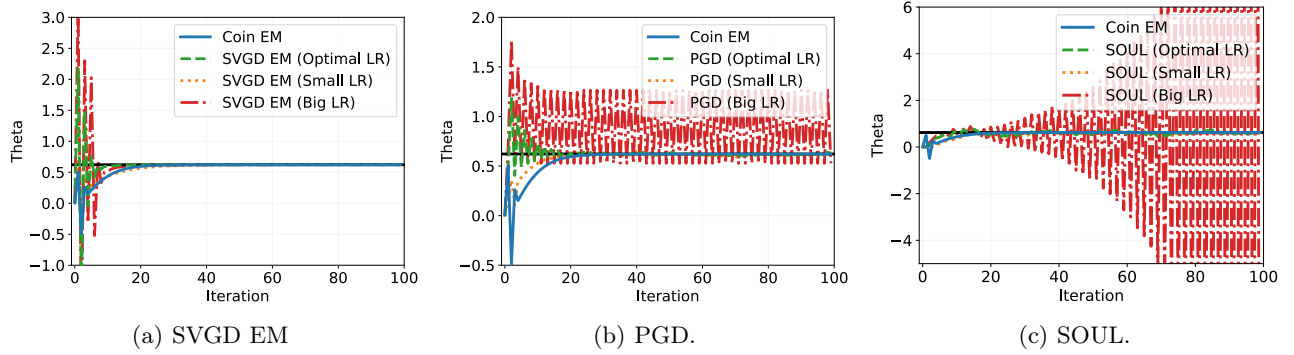 3.0
2.5
2.0
1.5
1.0
0.5
0.0
−0.5
−1.0
Theta
0
20
40
60
80
100
Iteration
Coin EM
SVGD EM (Optimal LR)
SVGD EM (Small LR)
SVGD EM (Big LR)
(a) SVGD EM
2.0
1.5
1.0
0.5
0.0
−0.5
Theta
0
20
40
60
80
100
Iteration
Coin EM
PGD (Optimal LR)
PGD (Small LR)
PGD (Big LR)
(b) PGD.
6
4
2
0
−2
−4
Theta
0
20
40
60
80
100
Iteration
Coin EM
SOUL (Optimal LR)
SOUL (Small LR)
SOUL (Big LR)
(c) SOUL.